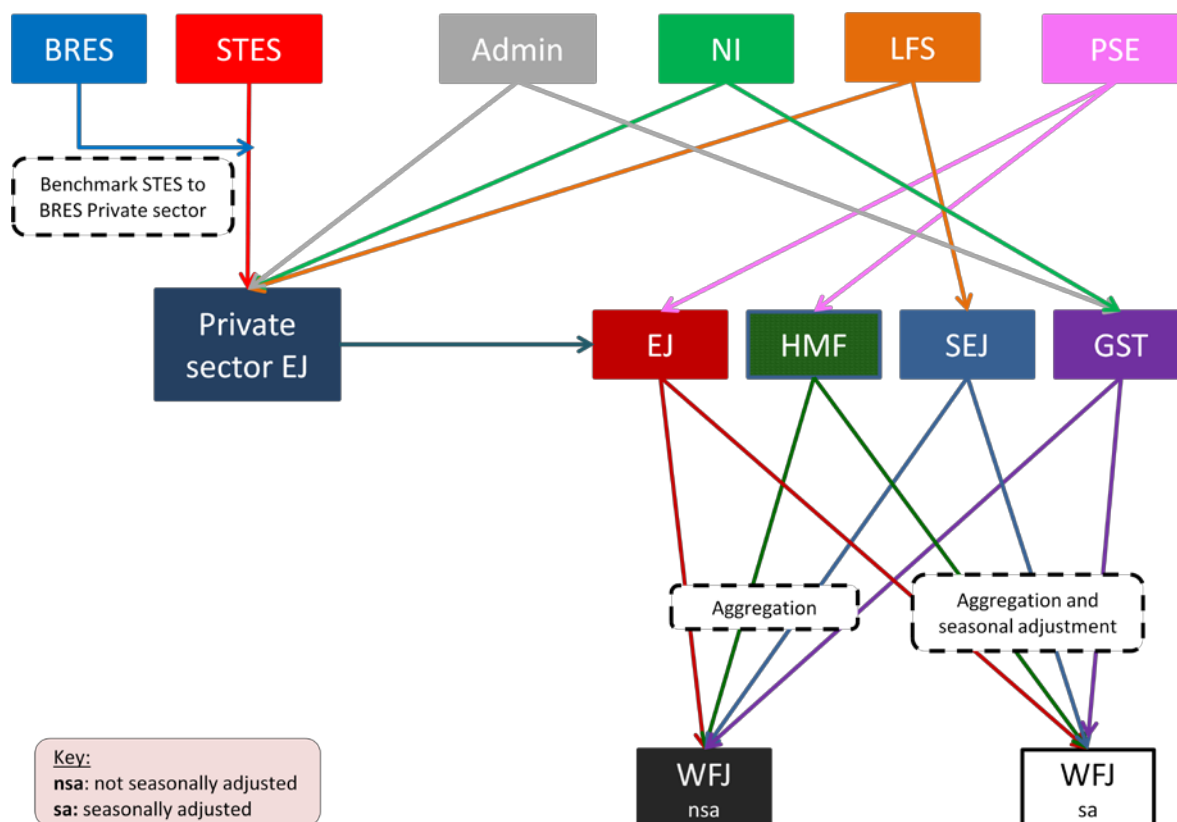 BRES
STES
Admin
NI
LFS
PSE
Benchmark STES to
BRES Private sector
Private
sector EJ
EJ
HMF
SEJ
GST
Aggregation
Aggregation and
seasonal adjustment
Key:
nsa: not seasonally adjusted
sa: seasonally adjusted
WFJ
nsa
WFJ
sa